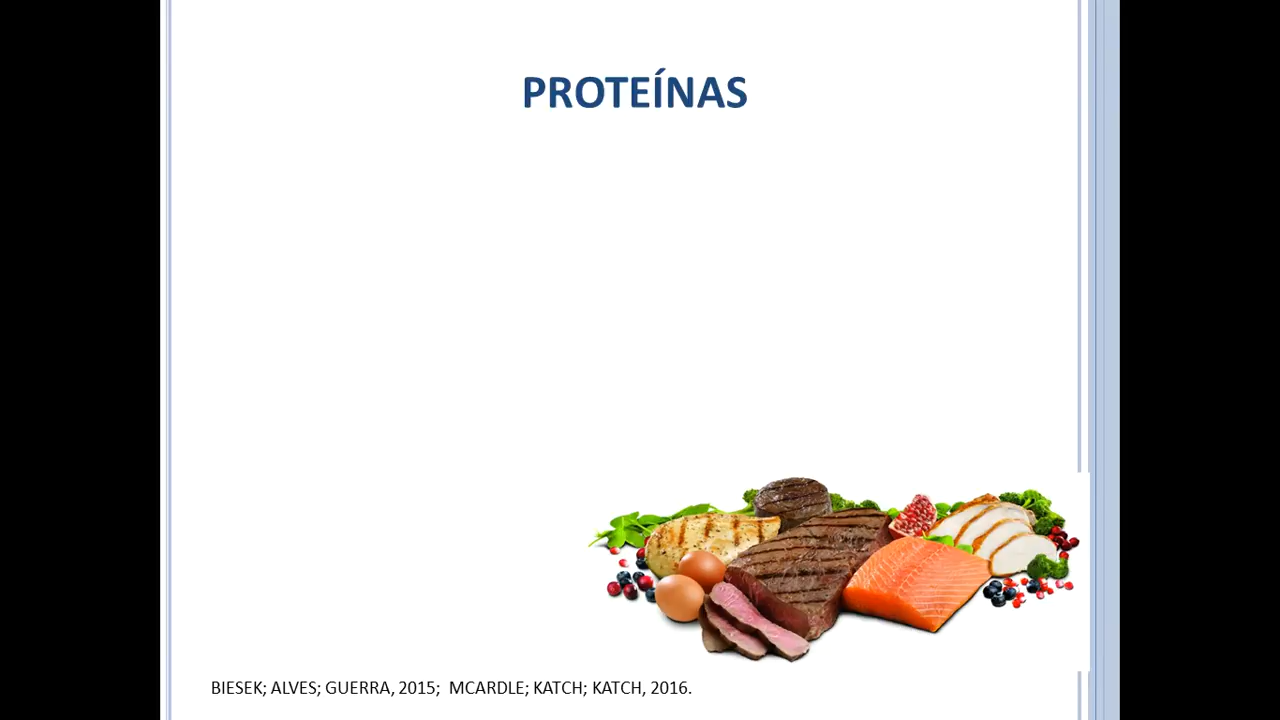 PROTEÍNAS
BIESEK; ALVES; GUERRA, 2015;  MCARDLE; KATCH; KATCH, 2016.